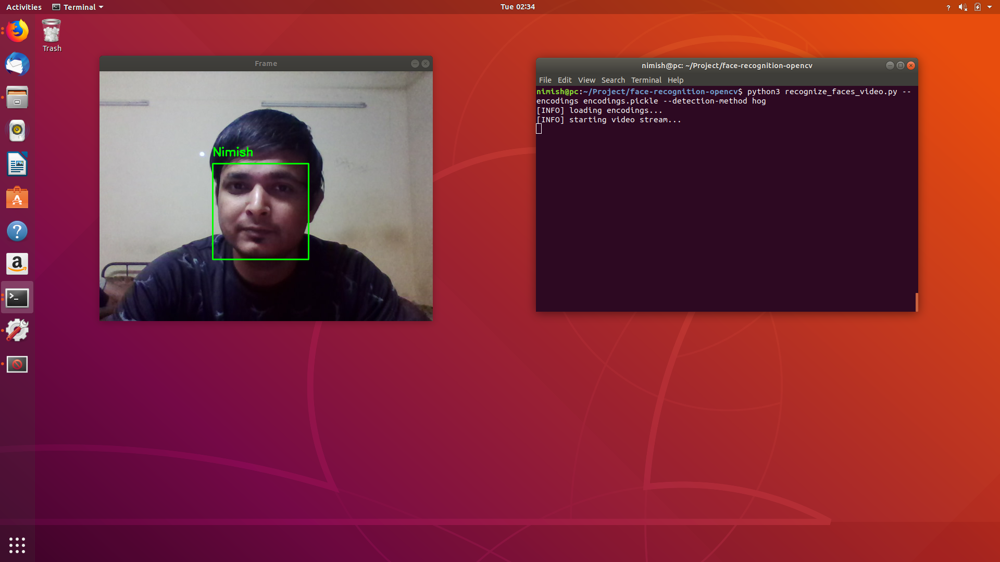 Activities
Terminal
Tue 02:34
?
Trash
Frame
Nimish
nimish@pc: ~/Project/face-recognition-opencv
File Edit View Search Terminal Help
nimish@pc:~/Project/face-recognition-opencv$ python3 recognize_faces_video.py --
encodings encodings.pickle --detection-method hog
[INFO] loading encodings...
[INFO] starting video stream...